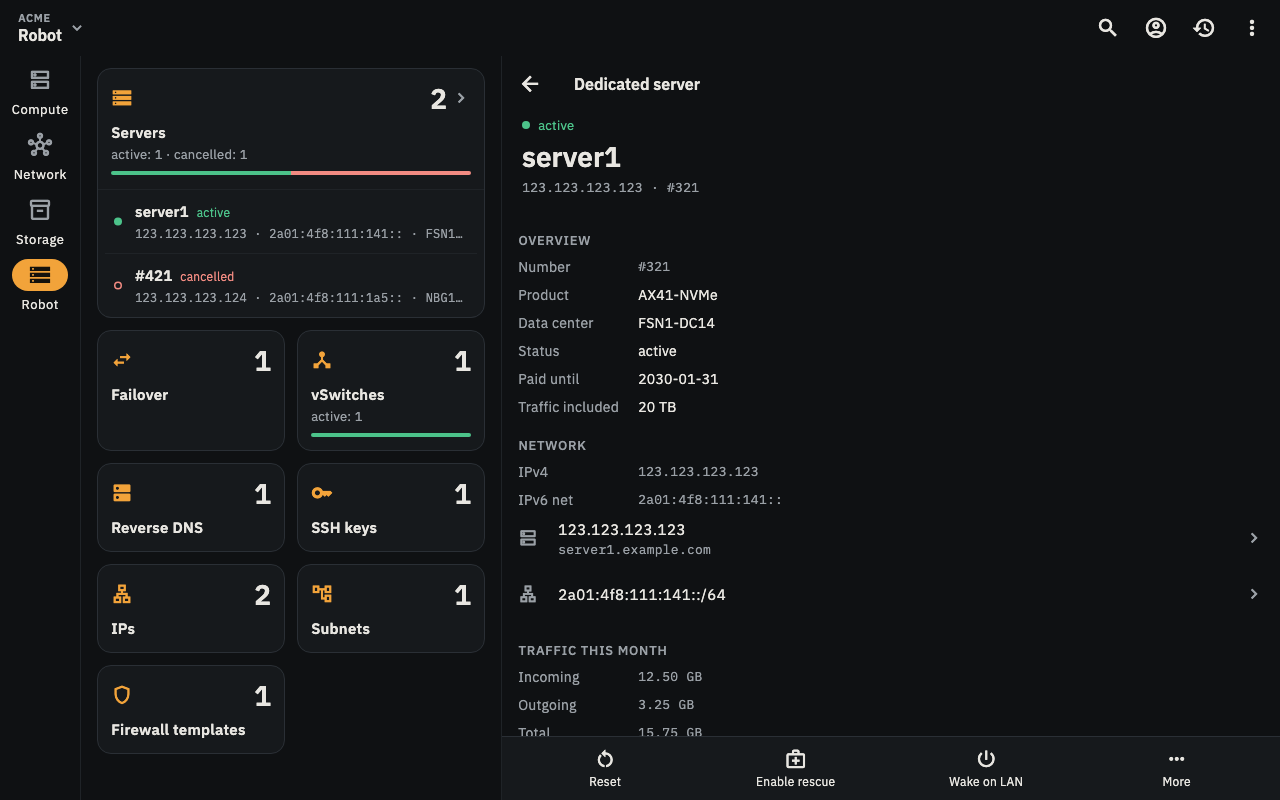 ACME
Robot
Compute
Network
Storage
Robot
2
Servers
active: 1 · cancelled: 1
server1 active
123.123.123.123 · 2a01:4f8:111:141:: · FSN1…
#421 cancelled
123.123.123.124 · 2a01:4f8:111:1a5:: · NBG1…
1
Failover
1
vSwitches
active: 1
1
Reverse DNS
1
SSH keys
2
IPs
1
Subnets
1
Firewall templates
Dedicated server
active
server1
123.123.123.123 · #321
OVERVIEW
Number #321
Product AX41-NVMe
Data center FSN1-DC14
Status active
Paid until 2030-01-31
Traffic included 20 TB
NETWORK
IPv4 123.123.123.123
IPv6 net 2a01:4f8:111:141::
123.123.123.123
server1.example.com
2a01:4f8:111:141::/64
TRAFFIC THIS MONTH
Incoming 12.50 GB
Outgoing 3.25 GB
Total 15.75 GB
Reset
Enable rescue
Wake on LAN
More